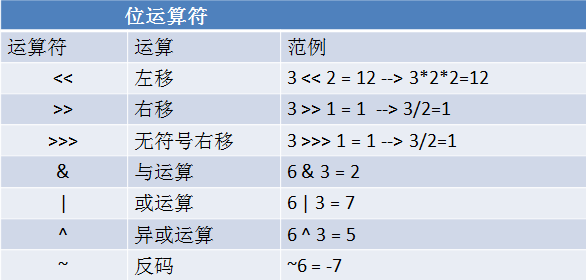 位运算符
运算符 运算 范例
<< 左移 3 << 2 = 12 --> 3*2*2=12
>> 右移 3 >> 1 = 1 --> 3/2=1
>>> 无符号右移 3 >>> 1 = 1 --> 3/2=1
& 与运算 6 & 3 = 2
| 或运算 6 | 3 = 7
^ 异或运算 6 ^ 3 = 5
~ 反码 ~6 = -7